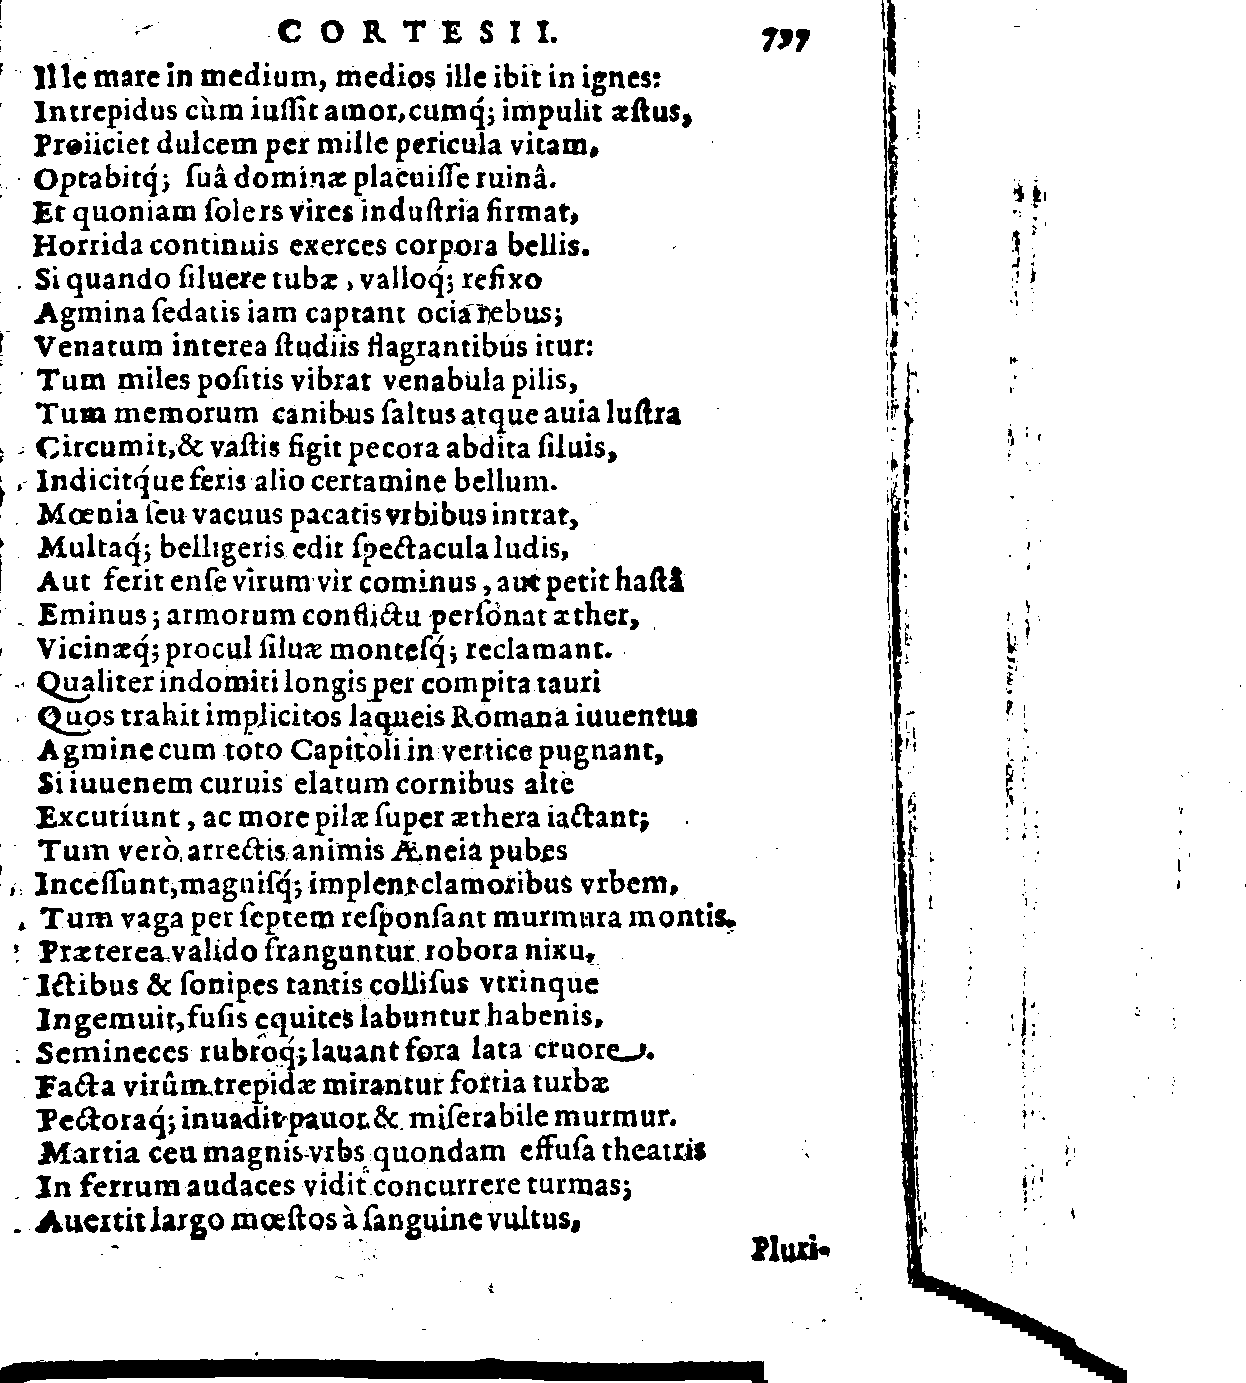 CORTESII. 797
Ille mare in medium, medios ille ibit in ignes:
Intrepidus cùm iuſſit amor, cumq́; impulit æſtus,
Proiiciet dulcem per mille pericula vitam,
Optabitq́; ſuâ dominæ placuiſſe ruinâ.
Et quoniam ſolers vires induſtria firmat,
Horrida continuis exerces corpora bellis.
Si quando ſiluere tubæ, valloq́; refixo
Agmina ſedatis iam captant ocia rebus;
Venatum interea ſtudiis flagrantibus itur:
Tum miles poſitis vibrat venabula pilis,
Tum memorum canibus ſaltus atque auia luſtra
Circumit, & vaſtis figit pecora abdita ſiluis,
Indicitq́ue feris alio certamine bellum.
Mœnia ſeu vacuus pacatis vrbibus intrat,
Multaq́; belligeris edit ſpectacula ludis,
Aut ferit enſe virum vir cominus, aut petit haſtâ
Eminus; armorum conflictu perſonat æther,
Vicinæq́; procul ſiluæ monteſq́; reclamant.
Qualiter indomiti longis per compita tauri
Quos trahit implicitos laqueis Romana iuuentus
Agmine cum toto Capitoli in vertice pugnant,
Si iuuenem curuis elatum cornibus altè
Excutiunt, ac more pilæ ſuper æthera iactant;
Tum verò arrectis animis Æneia pubes
Inceſſunt, magniſq́; implent clamoribus vrbem,
Tum vaga per ſeptem reſponſant murmura montis.
Præterea valido franguntur robora nixu,
Ictibus & ſonipes tantis colliſus vtrinque
Ingemuit, fuſis equites labuntur habenis,
Semineces rubroq́; lauant fora lata cruore.
Facta virûm trepidæ mirantur fortia turbæ
Pectoraq́; inuadit pauor & miſerabile murmur.
Martia ceu magnis vrbs quondam effuſa theatris
In ferrum audaces vidit concurrere turmas;
Auertit largo mœſtos à ſanguine vultus,
Pluri-